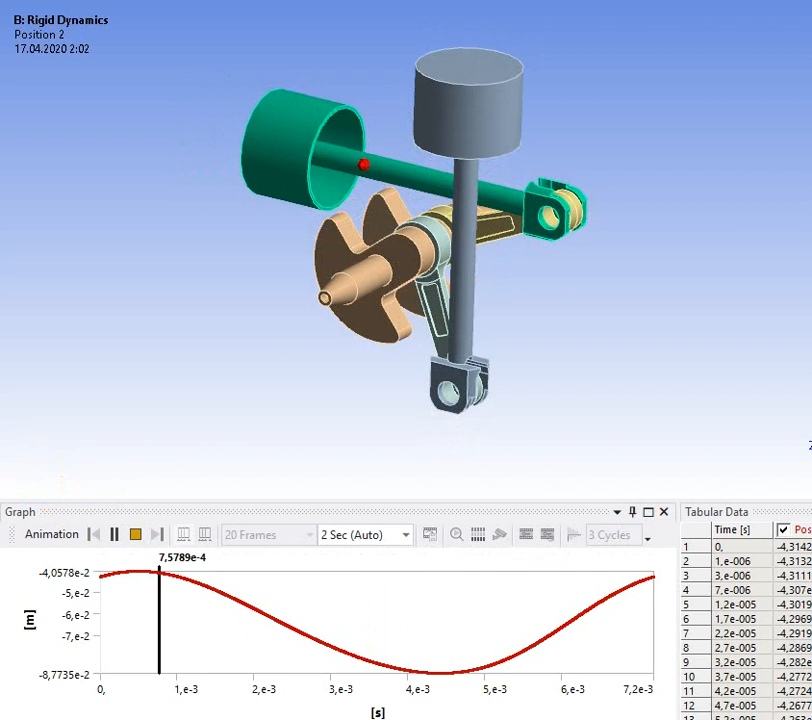 B: Rigid Dynamics
Position 2
17.04.2020 2:02
Graph
Animation
20 Frames
2 Sec (Auto)
3 Cycles
7,5789e-4
-4,0578e-2
-5,e-2
-6,e-2
-7,e-2
-8,7735e-2
[m]
0,
1,e-3
2,e-3
3,e-3
4,e-3
5,e-3
6,e-3
7,2e-3
[s]
Tabular Data
Time [s] Pos
1 0, -4,3142
2 1,e-006 -4,3132
3 3,e-006 -4,3111
4 7,e-006 -4,307e
5 1,2e-005 -4,3019
6 1,7e-005 -4,2969
7 2,2e-005 -4,2919
8 2,7e-005 -4,2869
9 3,2e-005 -4,282e
10 3,7e-005 -4,2772
11 4,2e-005 -4,2724
12 4,7e-005 -4,2677